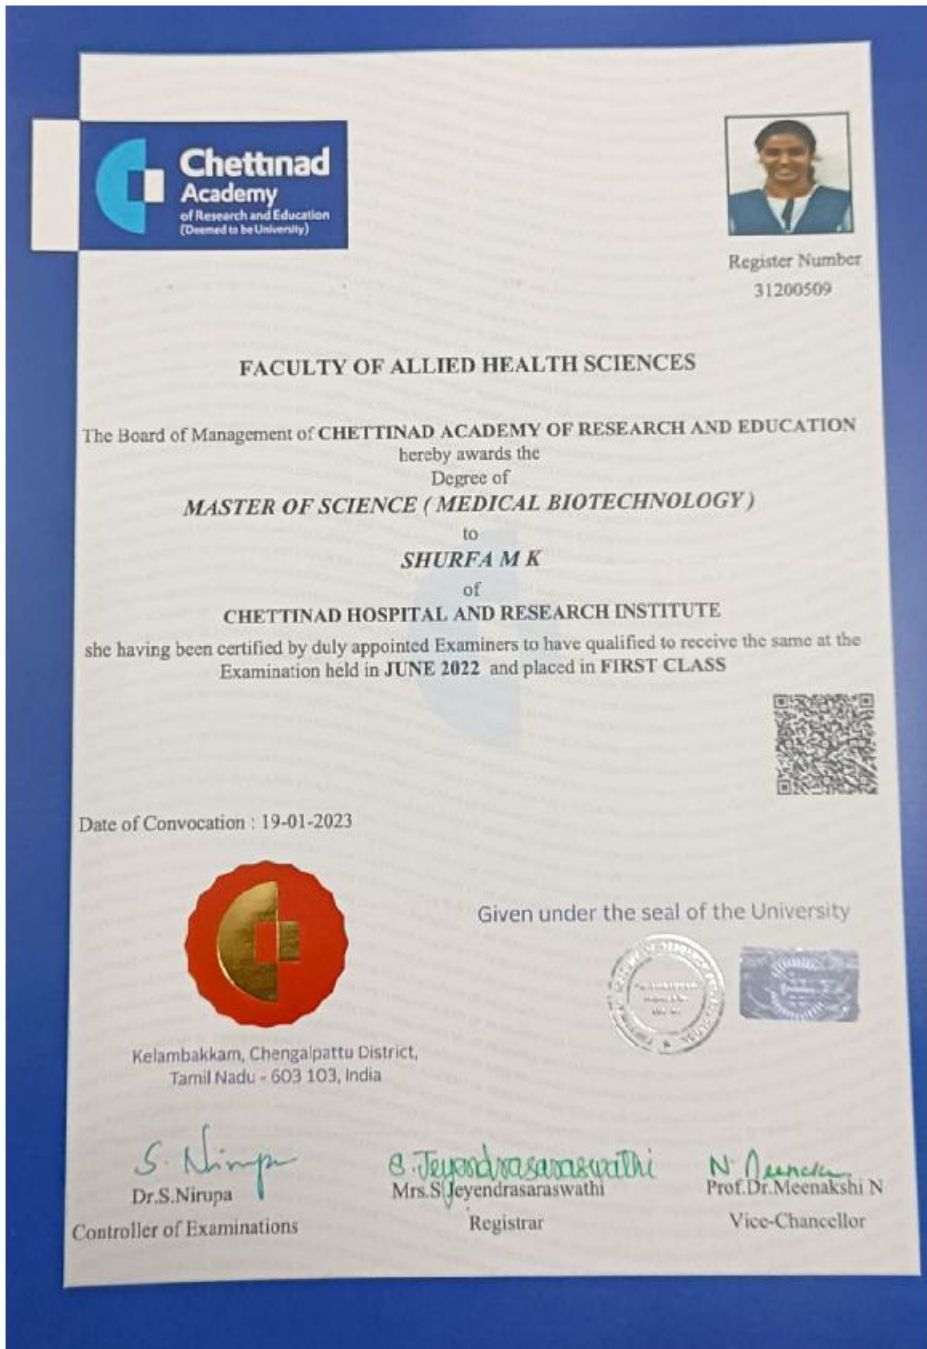 Chettinad
Academy
of Research and Education
(Deemed to be University)
Register Number
31200509
FACULTY OF ALLIED HEALTH SCIENCES
The Board of Management of CHETTINAD ACADEMY OF RESEARCH AND EDUCATION
hereby awards the
Degree of
MASTER OF SCIENCE ( MEDICAL BIOTECHNOLOGY )
to
SHURFA M K
of
CHETTINAD HOSPITAL AND RESEARCH INSTITUTE
she having been certified by duly appointed Examiners to have qualified to receive the same at the
Examination held in JUNE 2022 and placed in FIRST CLASS
Date of Convocation : 19-01-2023
Given under the seal of the University
Kelambakkam, Chengalpattu District,
Tamil Nadu - 603 103, India
S. Nirupa
S. Jeyendrasaraswathi
Dr.S.Nirupa
Mrs.S Jeyendrasaraswathi
Prof.Dr.Meenakshi N
Controller of Examinations
Registrar
Vice-Chancellor